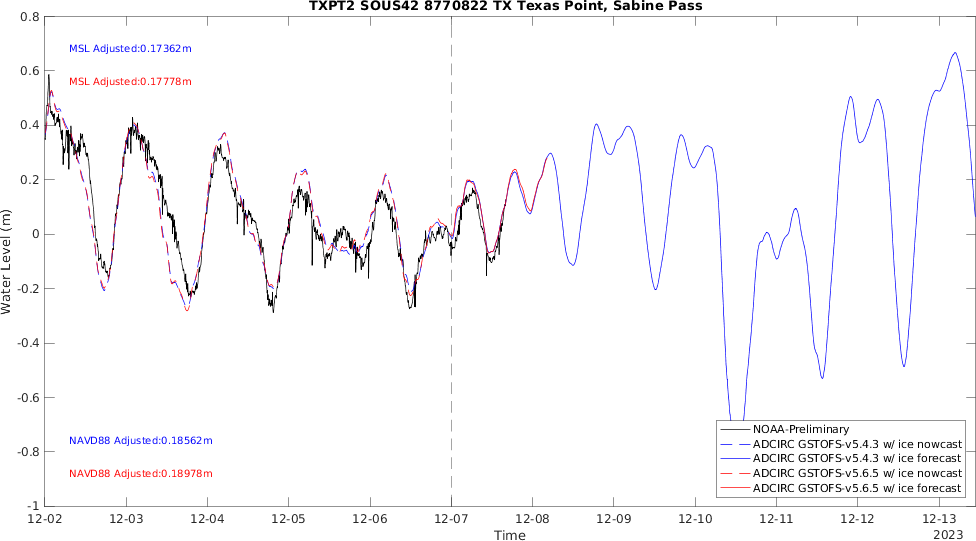 TXPT2 SOUS42 8770822 TX Texas Point, Sabine Pass
0.8
0.6
0.4
0.2
0
-0.2
-0.4
-0.6
-0.8
-1
Water Level (m)
MSL Adjusted:0.17362m
MSL Adjusted:0.17778m
NAVD88 Adjusted:0.18562m
NAVD88 Adjusted:0.18978m
NOAA-Preliminary
ADCIRC GSTOFS-v5.4.3 w/ ice nowcast
ADCIRC GSTOFS-v5.4.3 w/ ice forecast
ADCIRC GSTOFS-v5.6.5 w/ ice nowcast
ADCIRC GSTOFS-v5.6.5 w/ ice forecast
12-02 12-03 12-04 12-05 12-06 12-07 12-08 12-09 12-10 12-11 12-12 12-13
Time
2023